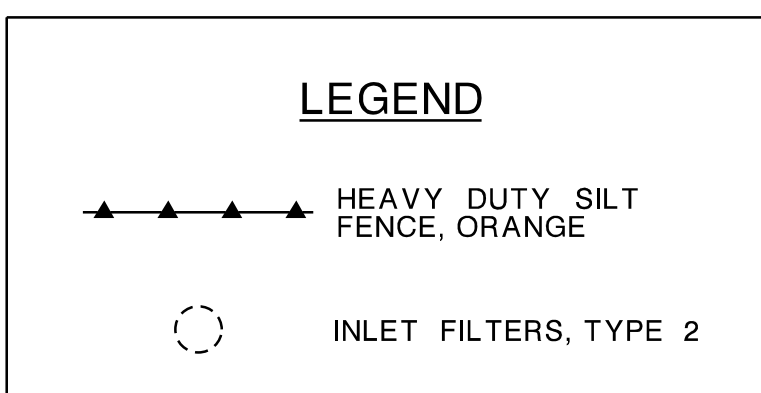 LEGEND
HEAVY DUTY SILT
FENCE, ORANGE
INLET FILTERS, TYPE 2